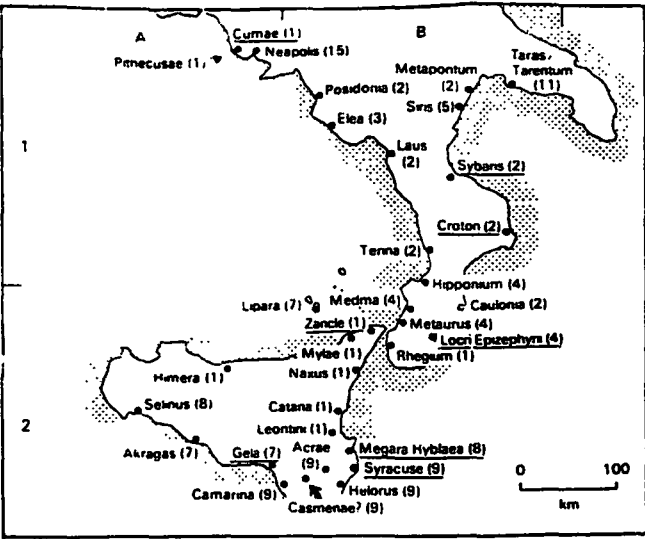 A
B
Cumae (1)
Neapolis (15)
Pithecusae (1)
Taras,
Tarentum
(11)
Metapontum
(2)
Posidonia (2)
Siris (5)
Elea (3)
1
Laus
(2)
Sybaris (2)
Croton (2)
Terina (2)
Hipponium (4)
Lipara (7)
Medma (4)
Caulonia (2)
Zancle (1)
Metaurus (4)
Locri Epizephyrii (4)
Mylae (1)
Rhegium (1)
Himera (1)
Naxus (1)
Selinus (8)
Catana (1)
2
Leontini (1)
Akragas (7)
Gela (7)
Acrae
(9)
Megara Hyblaea (8)
Syracuse (9)
Camarina (9)
Helorus (9)
Casmenae? (9)
0 100
km